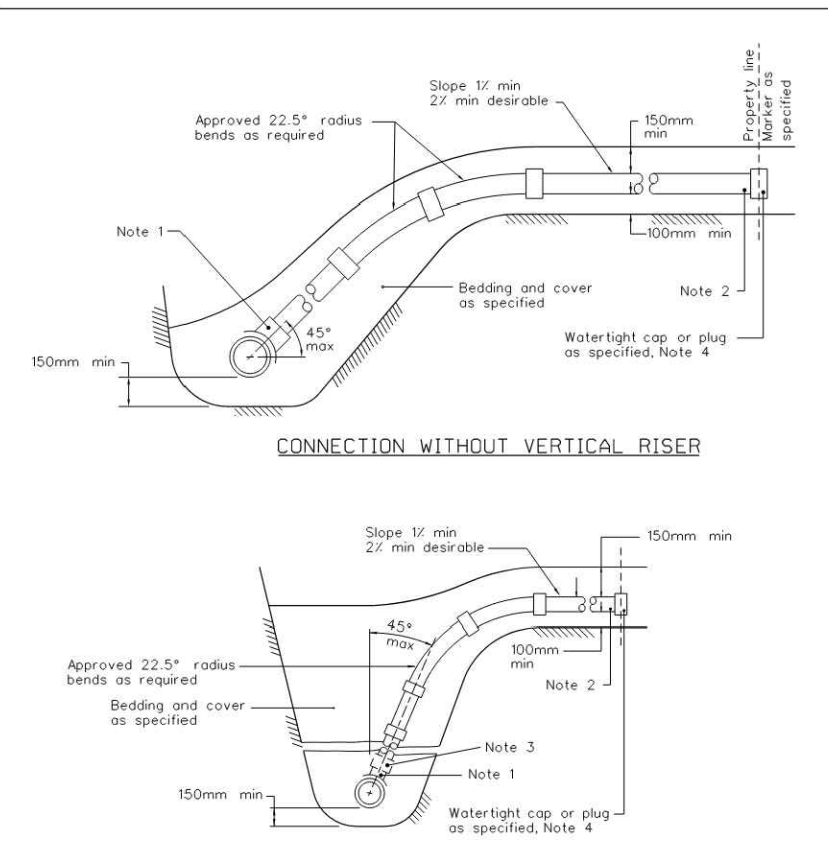 Slope 1% min
2% min desirable
Approved 22.5° radius
bends as required
150mm
min
Property line
Marker as
specified
Note 1
100mm min
Bedding and cover
as specified
Note 2
45°
max
Watertight cap or plug
as specified, Note 4
150mm min
CONNECTION WITHOUT VERTICAL RISER
Slope 1% min
2% min desirable
150mm min
45°
max
100mm
min
Approved 22.5° radius
bends as required
Note 2
Bedding and cover
as specified
Note 3
Note 1
150mm min
Watertight cap or plug
as specified, Note 4